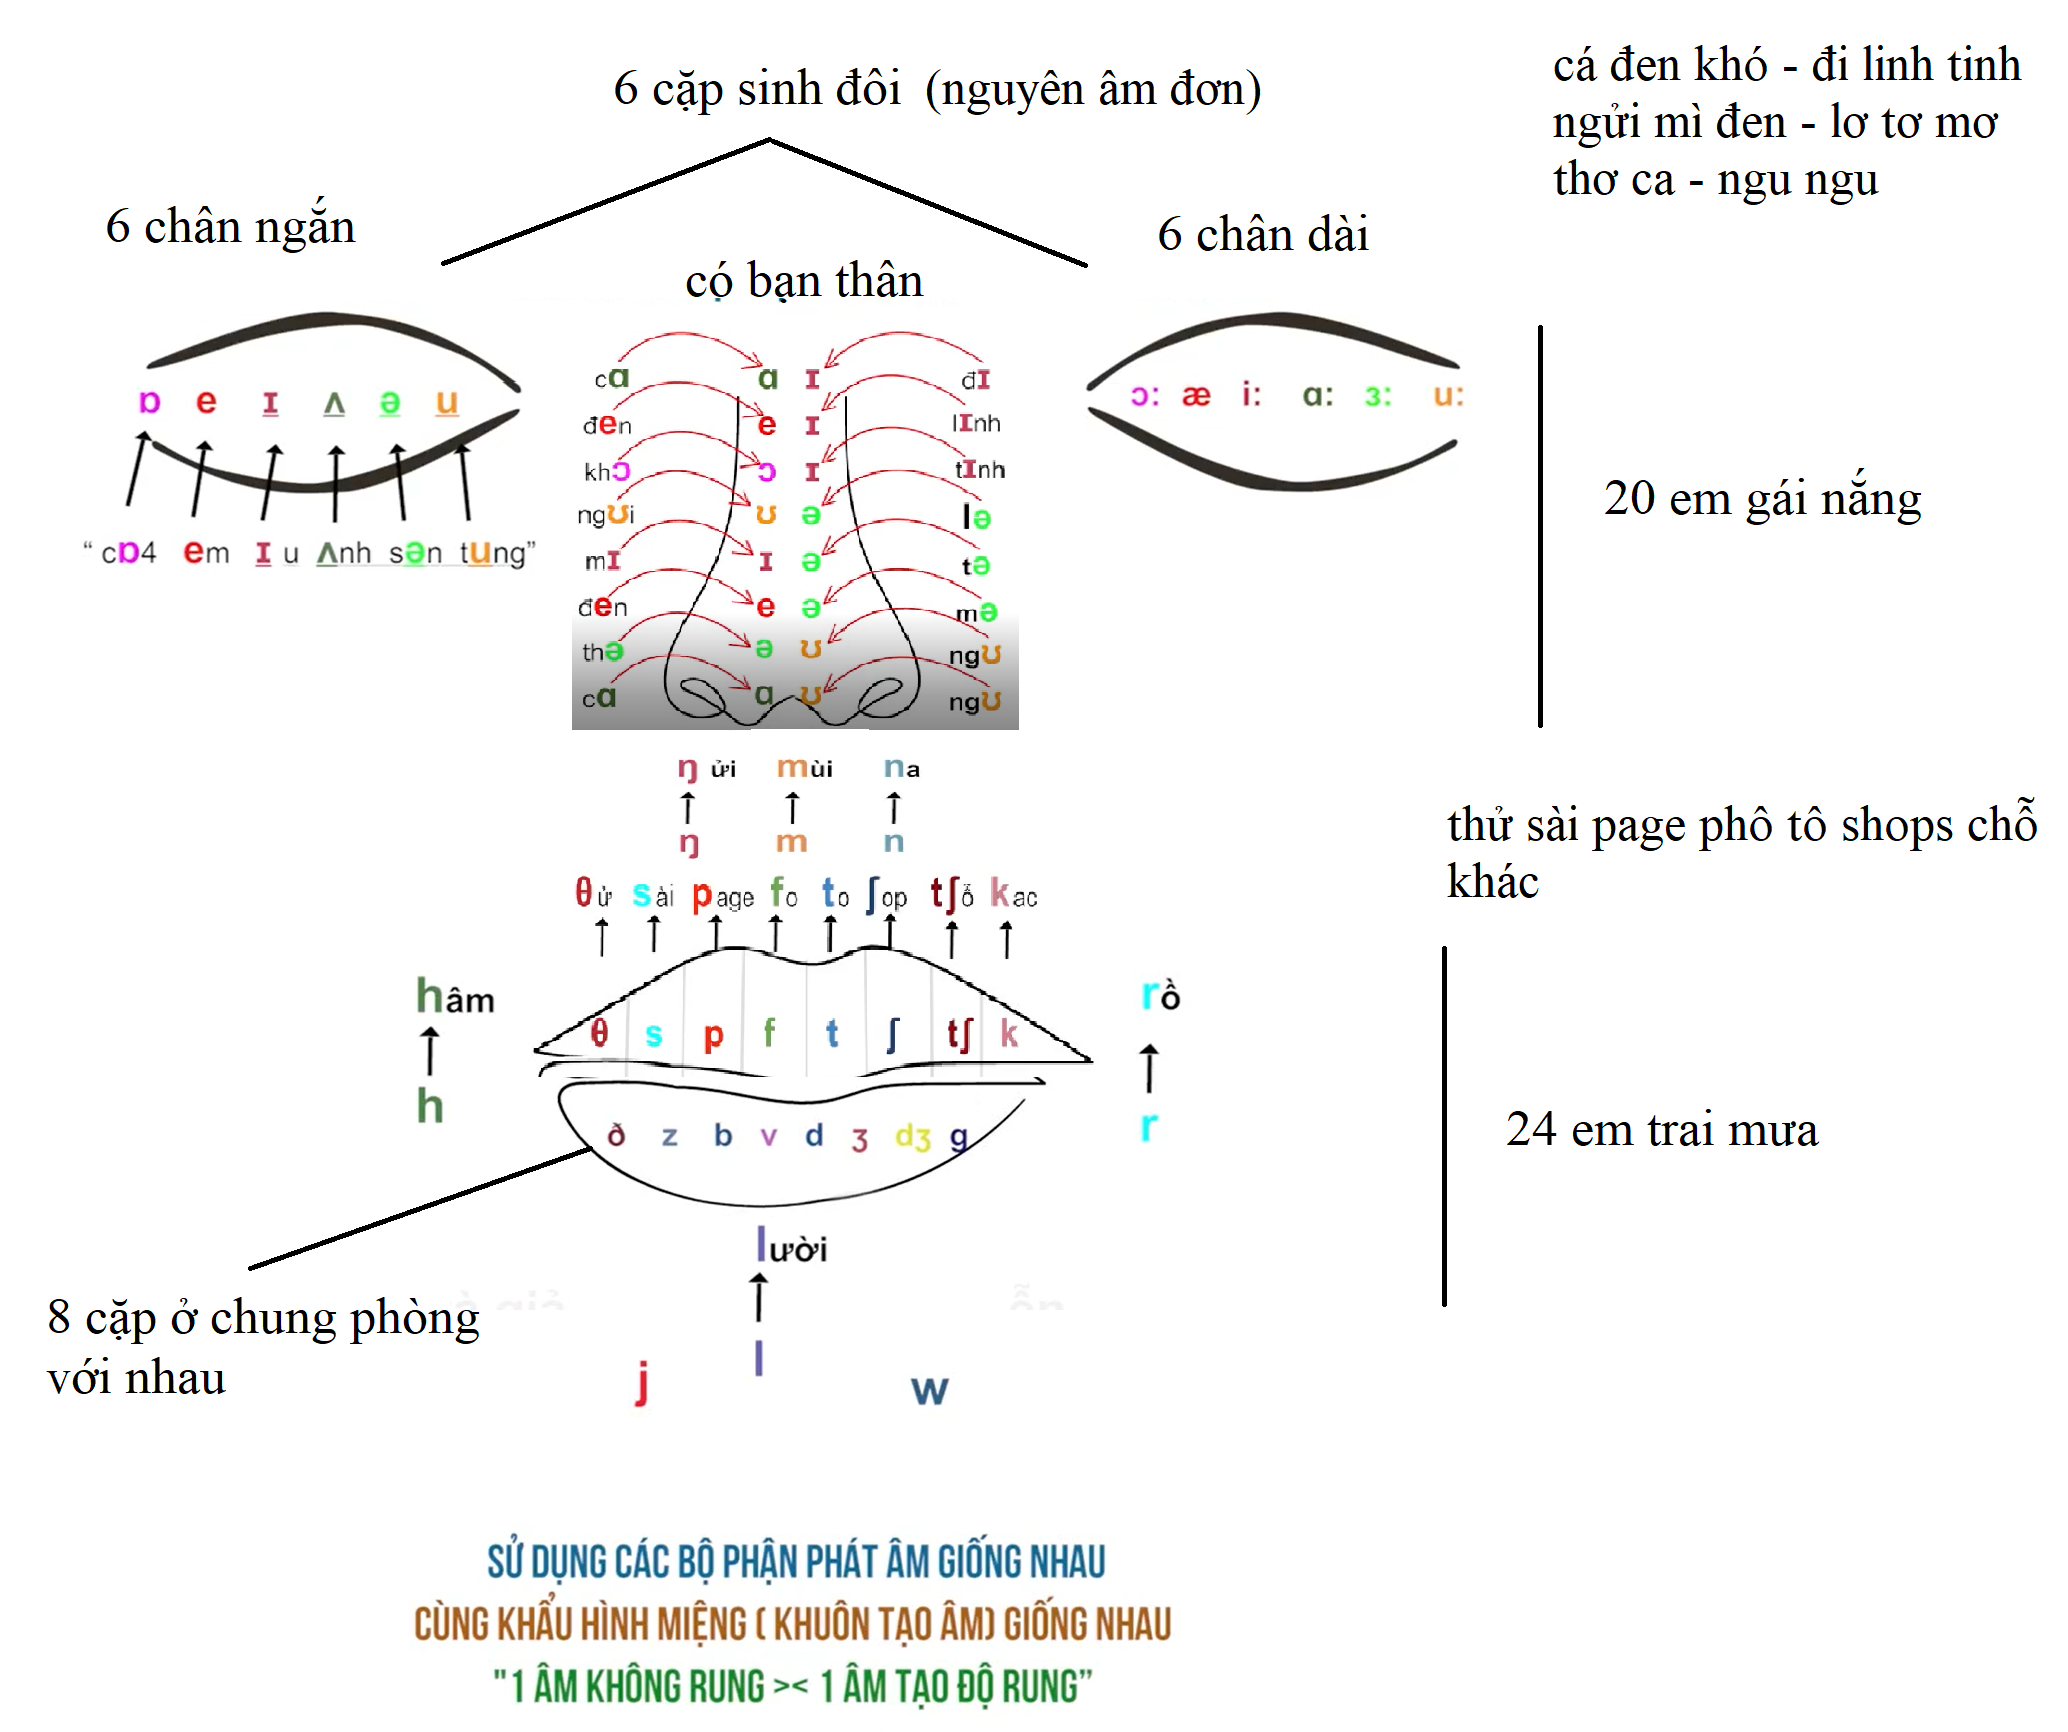 6 cặp sinh đôi (nguyên âm đơn)
cá đen khó - đi linh tinh
ngửi mì đen - lơ tơ mơ
thơ ca - ngu ngu
6 chân ngắn
6 chân dài
có bạn thân
ɒ e ɪ ʌ ə u
“ cɒ4 em ɪ u ʌnh sən tung”
cɑ ɑ ɪ đɪ
đen e ɪ lɪnh
khɔ ɔ ɪ tɪnh
ngʊi ʊ ə lə
mɪ ɪ ə tə
đen e ə mə
thə ə ʊ ngʊ
cɑ ɑ ʊ ngʊ
ɔ: æ i: ɑ: ɜ: u:
20 em gái nắng
ŋ ửi mùi na
ŋ m n
θử sài page fo to ʃop tʃỗ kac
thử sài page phô tô shops chỗ
khác
hâm
h
θ s p f t ʃ tʃ k
ð z b v d ʒ dʒ g
rồ
r
24 em trai mưa
lười
l
8 cặp ở chung phòng
với nhau
j w
SỬ DỤNG CÁC BỘ PHẬN PHÁT ÂM GIỐNG NHAU
CÙNG KHẨU HÌNH MIỆNG ( KHUÔN TẠO ÂM) GIỐNG NHAU
"1 ÂM KHÔNG RUNG >< 1 ÂM TẠO ĐỘ RUNG”